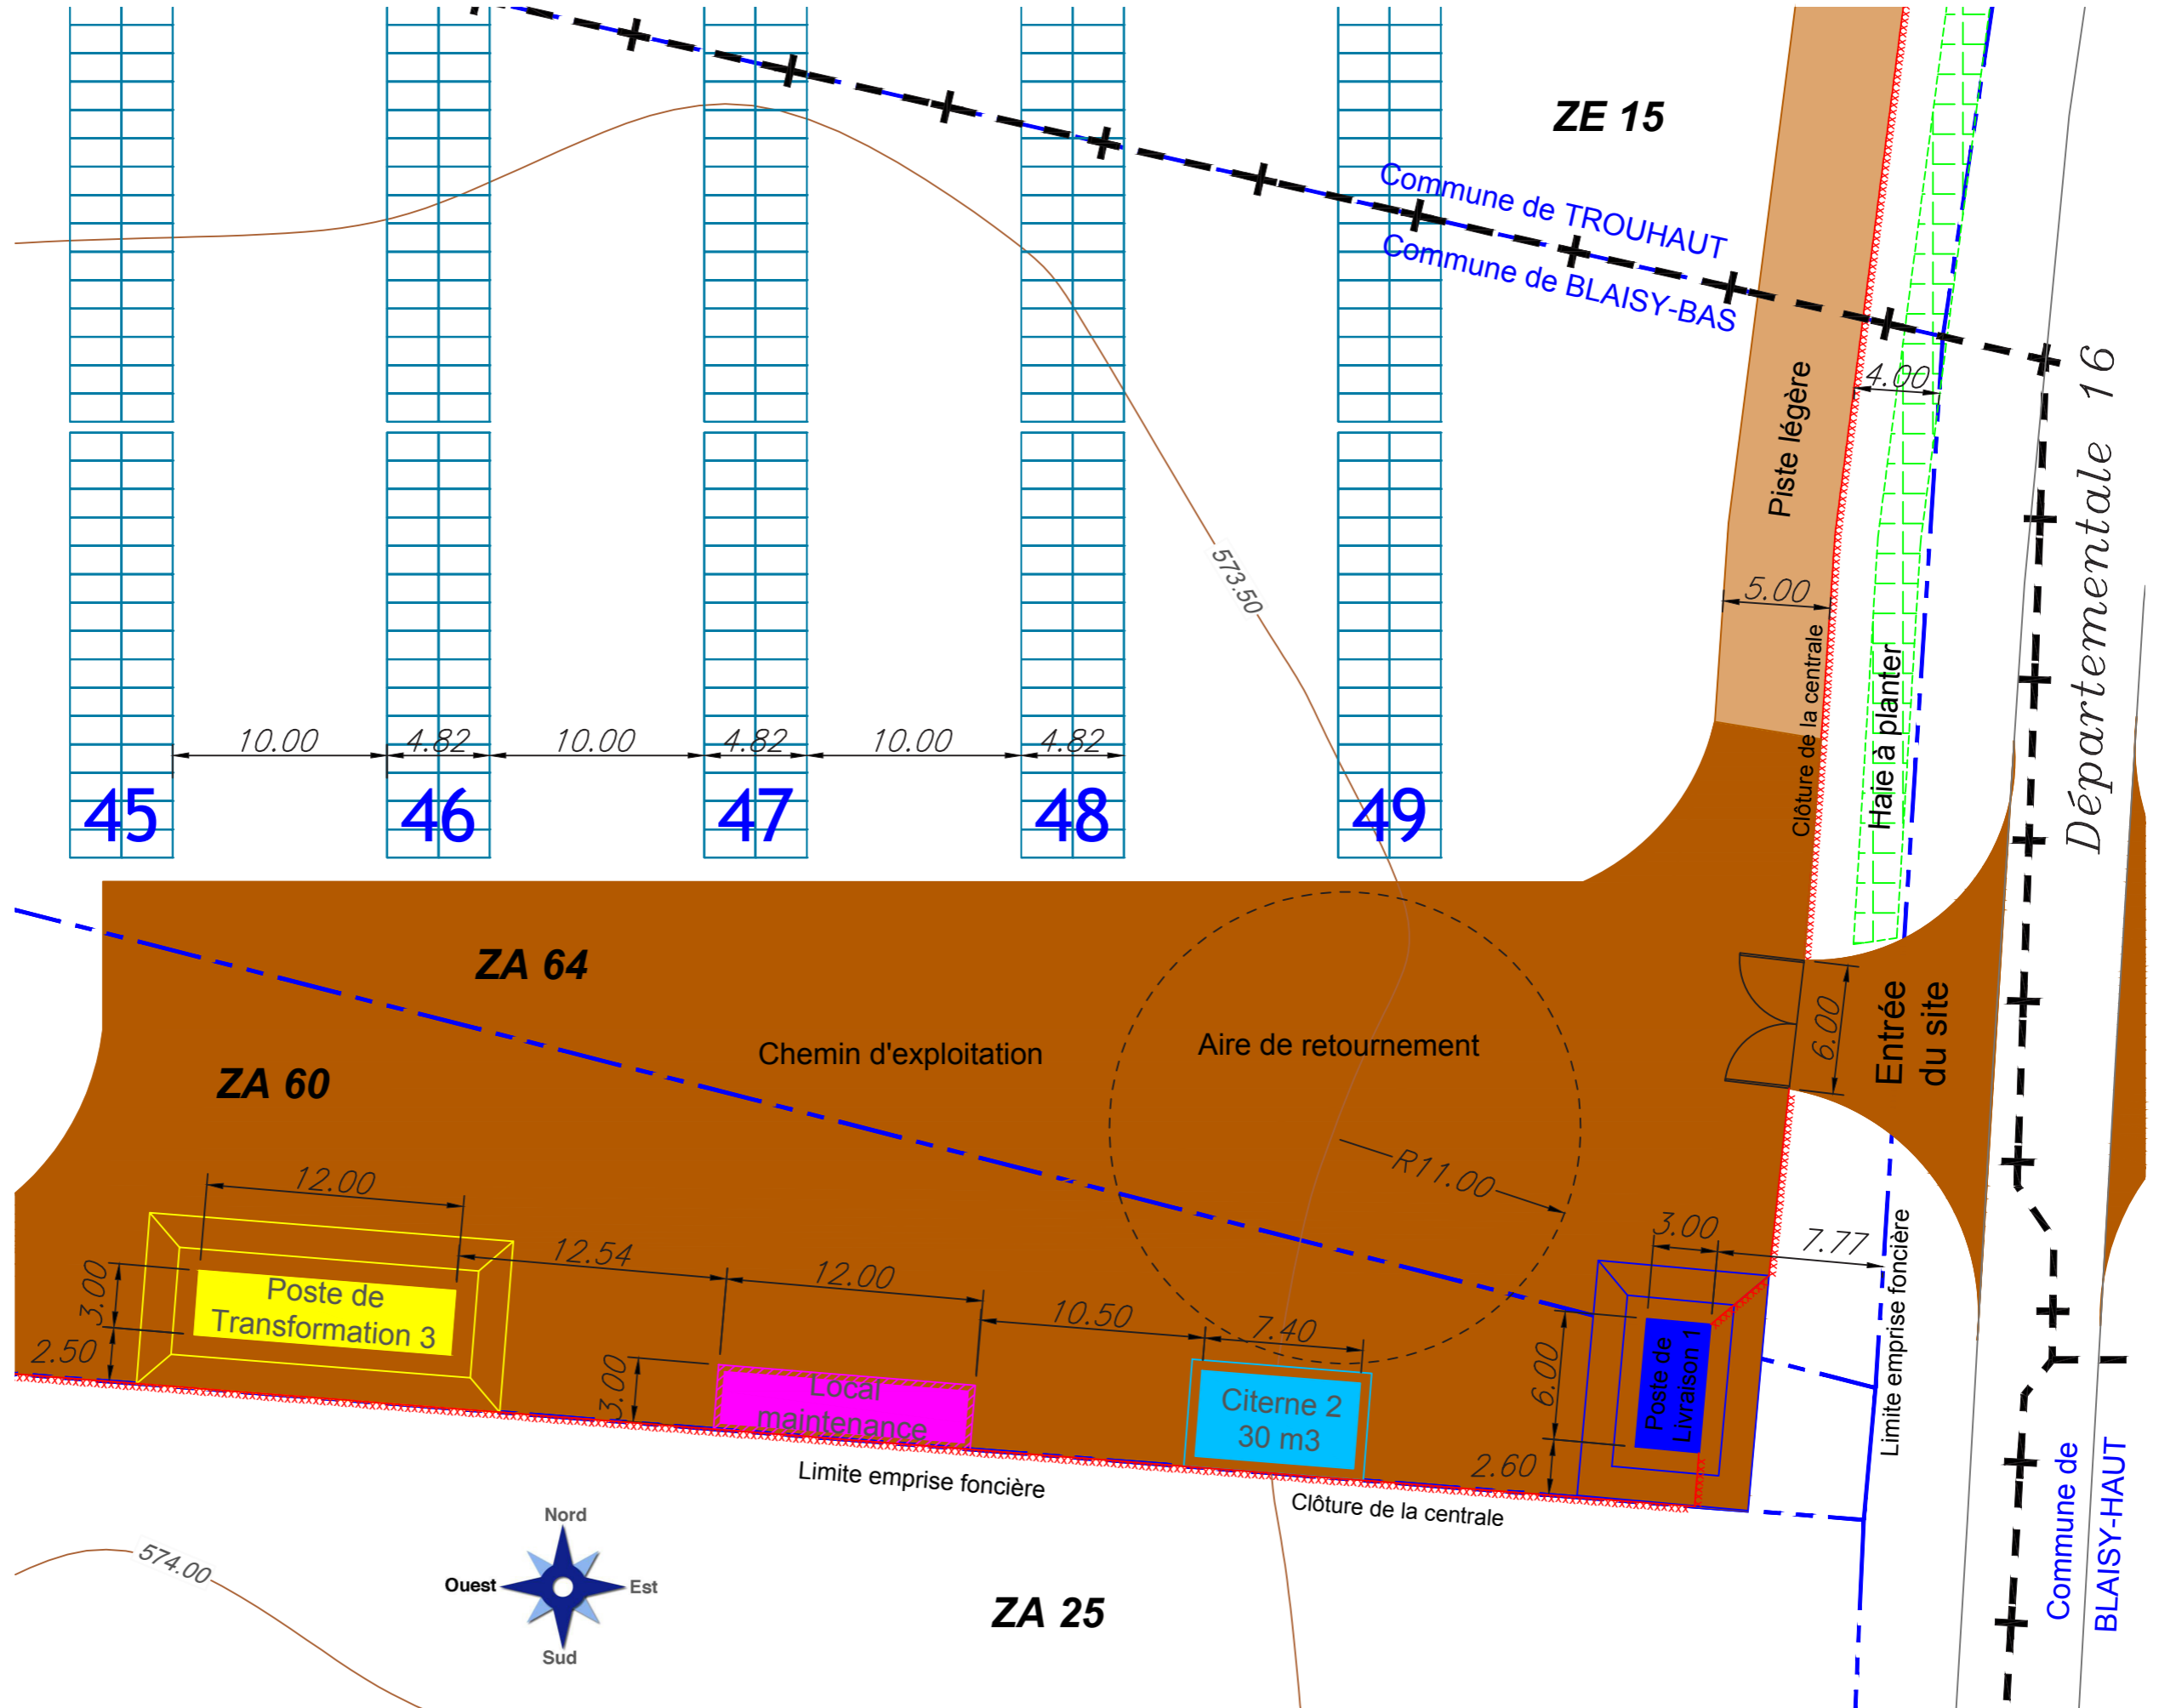 ZE 15
Commune de TROUHAUT
Commune de BLAISY-BAS
Départementale 16
4.00
Piste légère
573.50
5.00
Clôture de la centrale
Haie à planter
10.00
4.82
10.00
4.82
10.00
4.82
45
46
47
48
49
ZA 64
Chemin d'exploitation
Aire de retournement
6.00
Entrée
du site
ZA 60
R11.00
12.00
12.54
12.00
10.50
7.40
3.00
7.77
3.00
2.50
Poste de
Transformation 3
3.00
Local
maintenance
Citerne 2
30 m3
6.00
2.60
Poste de
Livraison 1
Limite emprise foncière
Limite emprise foncière
Clôture de la centrale
574.00
Nord
Ouest
Est
Sud
ZA 25
Commune de
BLAISY-HAUT